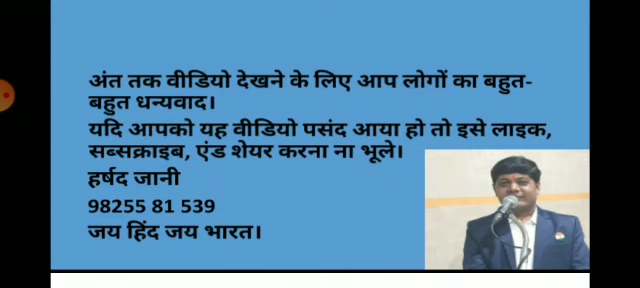 अंत तक वीडियो देखने के लिए आप लोगों का बहुत-
बहुत धन्यवाद।
यदि आपको यह वीडियो पसंद आया हो तो इसे लाइक,
सब्सक्राइब, एंड शेयर करना ना भूले।
हर्षद जानी
98255 81 539
जय हिंद जय भारत।